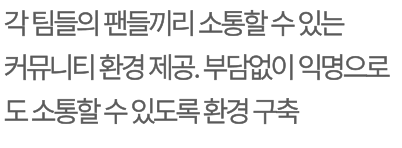 각 팀들의 팬들끼리 소통할 수 있는
커뮤니티 환경 제공. 부담없이 익명으로
도 소통할 수 있도록 환경 구축